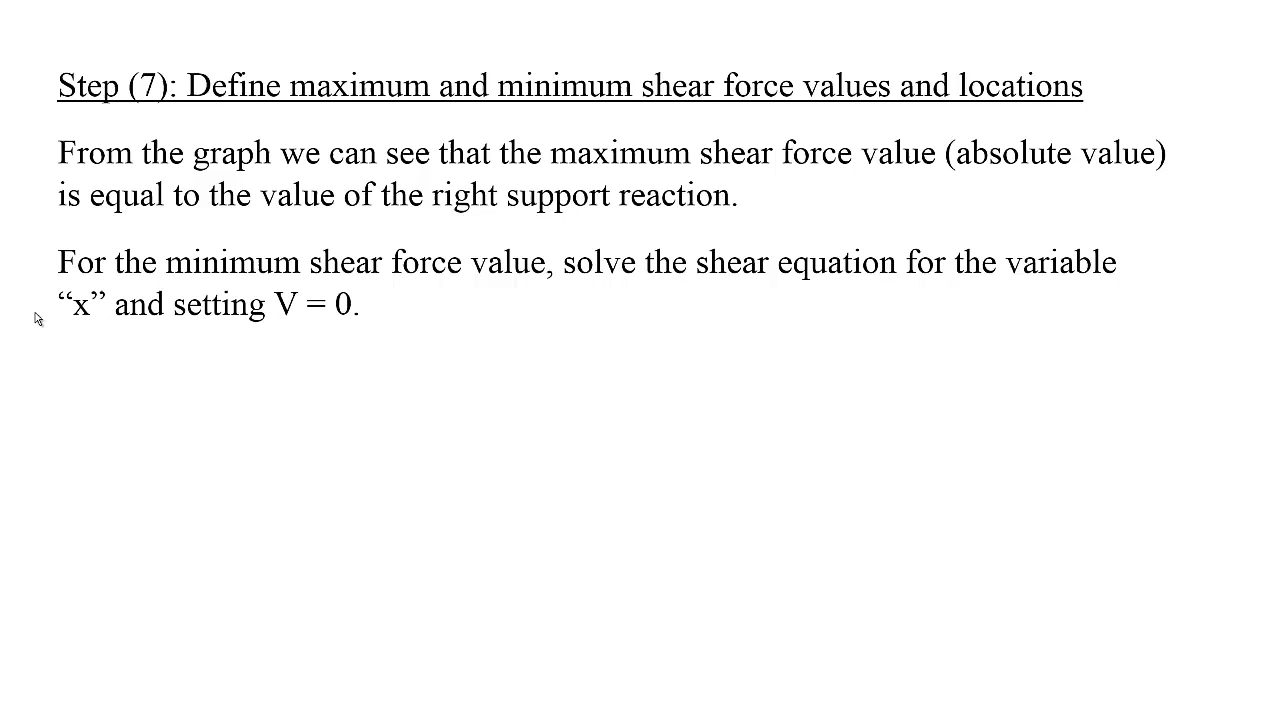 Step (7): Define maximum and minimum shear force values and locations
From the graph we can see that the maximum shear force value (absolute value)
is equal to the value of the right support reaction.
For the minimum shear force value, solve the shear equation for the variable
“x” and setting V = 0.